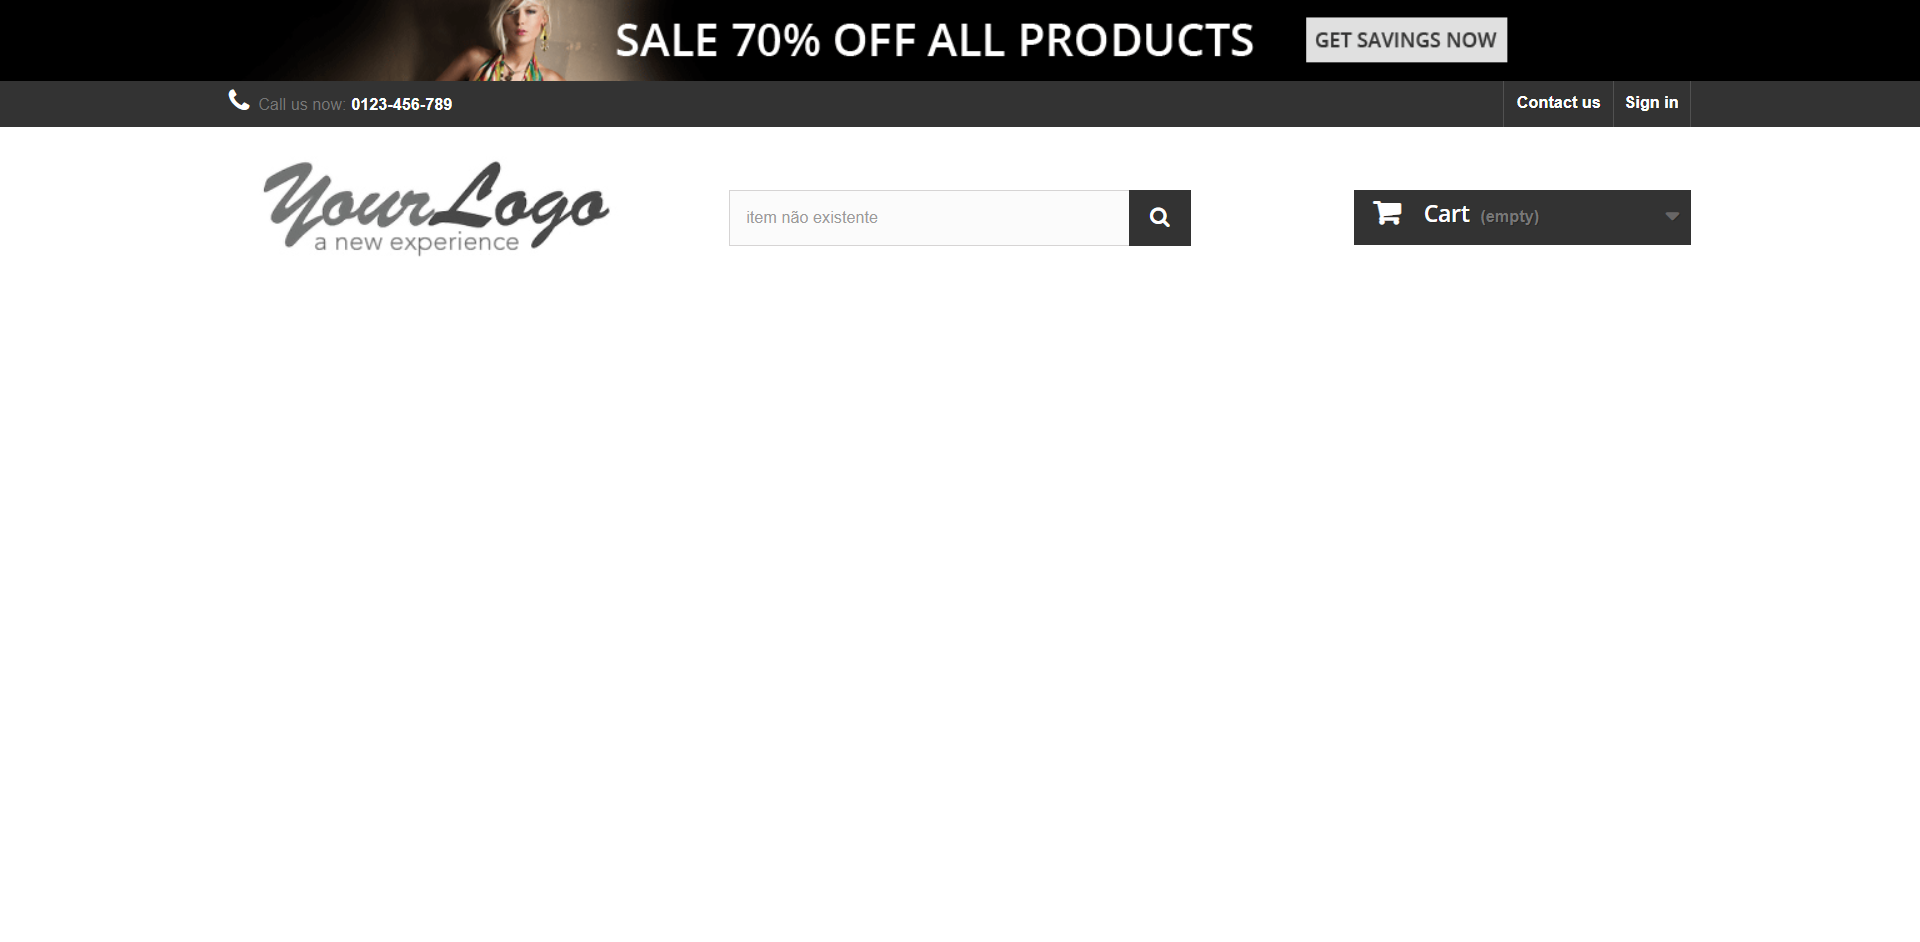 SALE 70% OFF ALL PRODUCTS GET SAVINGS NOW
Call us now: 0123-456-789 Contact us Sign in
YourLogo
a new experience
item não existente
Cart (empty)